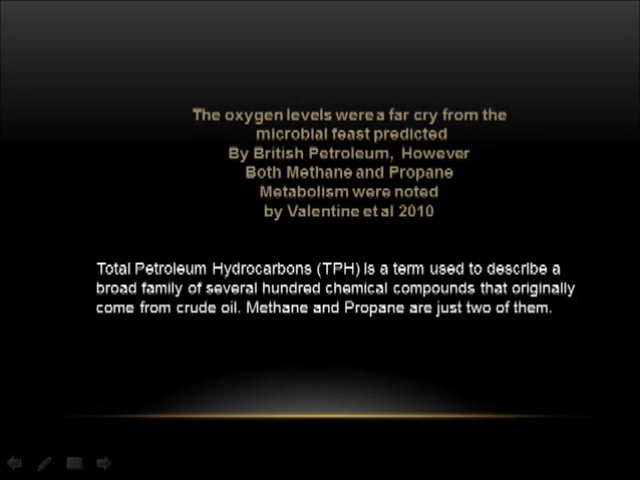 The oxygen levels were a far cry from the
microbial feast predicted
By British Petroleum,  However
Both Methane and Propane
Metabolism were noted
by Valentine et al 2010
Total Petroleum Hydrocarbons (TPH) is a term used to describe a
broad family of several hundred chemical compounds that originally
come from crude oil. Methane and Propane are just two of them.